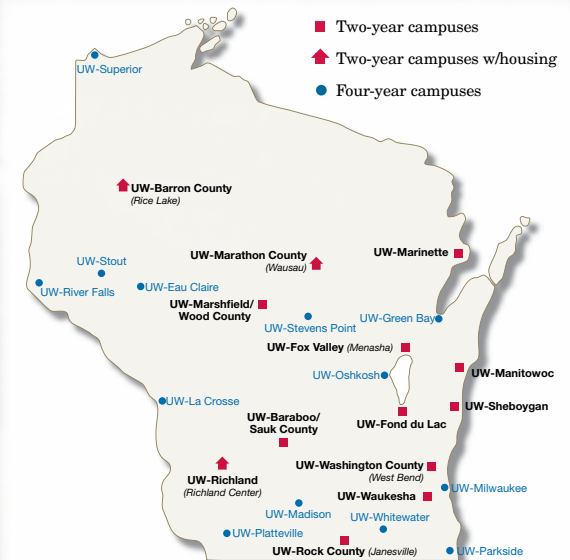 Two-year campuses
Two-year campuses w/housing
Four-year campuses
UW-Superior
UW-Barron County
(Rice Lake)
UW-Marathon County
(Wausau)
UW-Marinette
UW-Stout
UW-River Falls
UW-Eau Claire
UW-Marshfield/
Wood County
UW-Stevens Point
UW-Green Bay
UW-Fox Valley (Menasha)
UW-Oshkosh
UW-Manitowoc
UW-La Crosse
UW-Sheboygan
UW-Baraboo/
Sauk County
UW-Fond du Lac
UW-Washington County
(West Bend)
UW-Richland
(Richland Center)
UW-Milwaukee
UW-Waukesha
UW-Madison
UW-Whitewater
UW-Platteville
UW-Rock County (Janesville)
UW-Parkside